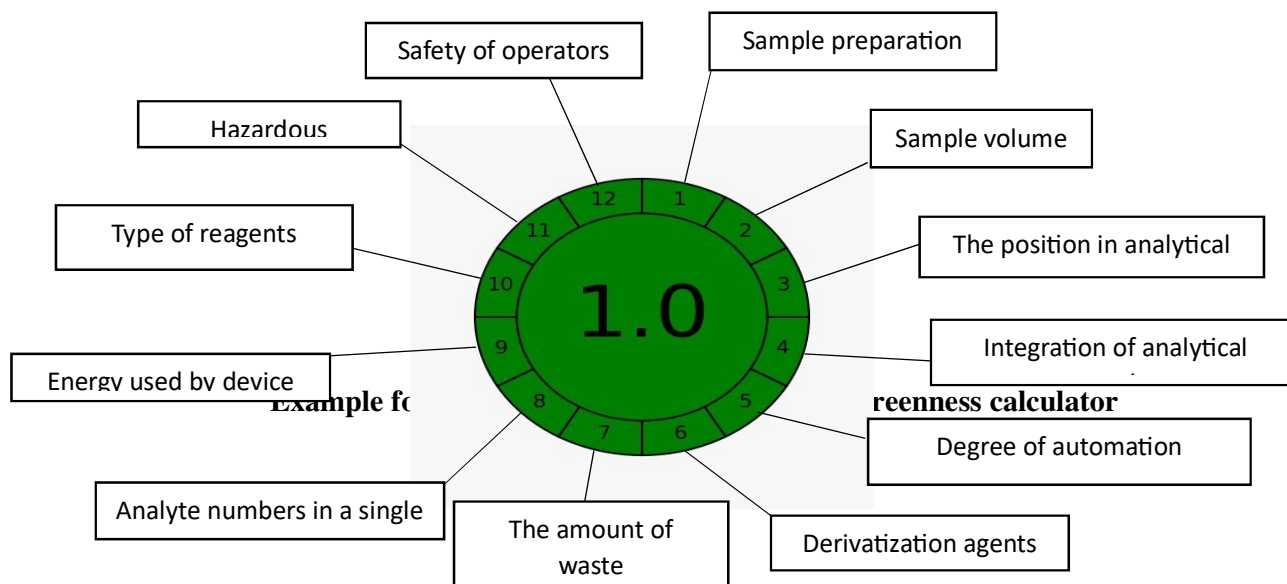 Safety of operators
Sample preparation
Hazardous
Sample volume
Type of reagents
The position in analytical
Integration of analytical
Energy used by device
Example fo
reenness calculator
Degree of automation
Analyte numbers in a single
The amount of
waste
Derivatization agents
12
1
11
2
10
3
1.0
9
4
8
5
7
6